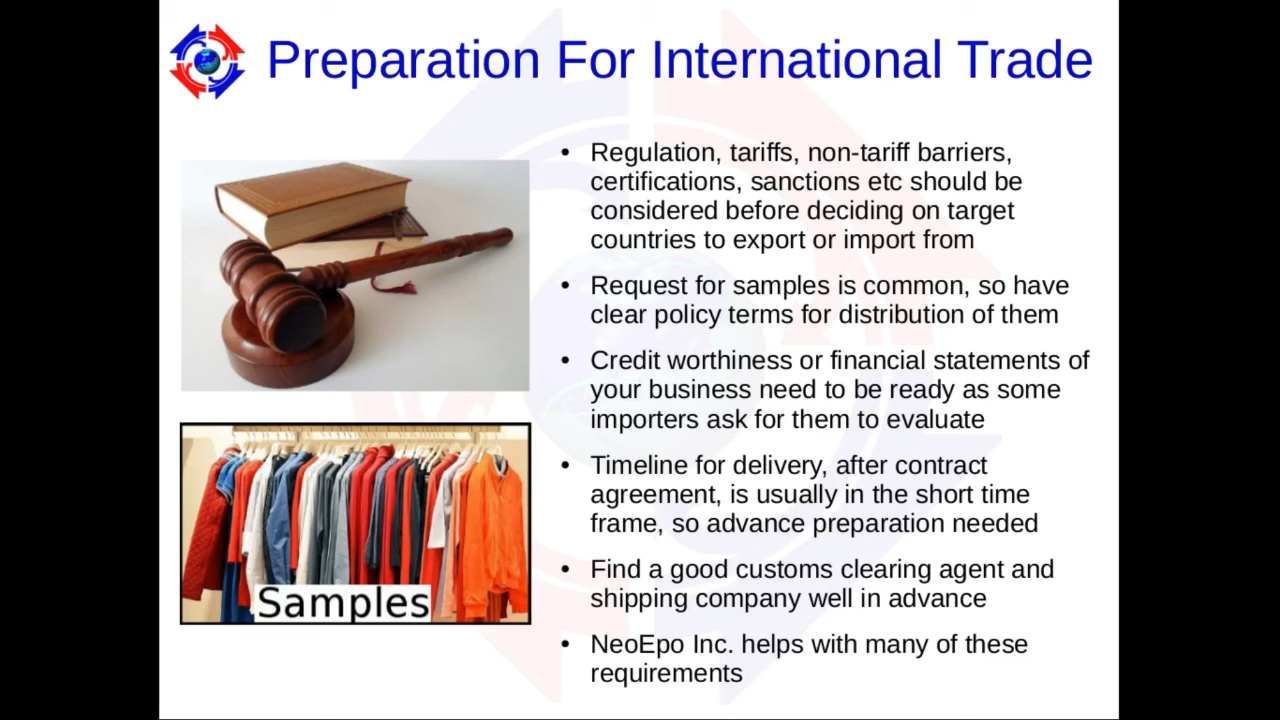 Preparation For International Trade
• Regulation, tariffs, non-tariff barriers,
certifications, sanctions etc should be
considered before deciding on target
countries to export or import from
• Request for samples is common, so have
clear policy terms for distribution of them
• Credit worthiness or financial statements of
your business need to be ready as some
importers ask for them to evaluate
• Timeline for delivery, after contract
agreement, is usually in the short time
frame, so advance preparation needed
• Find a good customs clearing agent and
shipping company well in advance
• NeoEpo Inc. helps with many of these
requirements
Samples